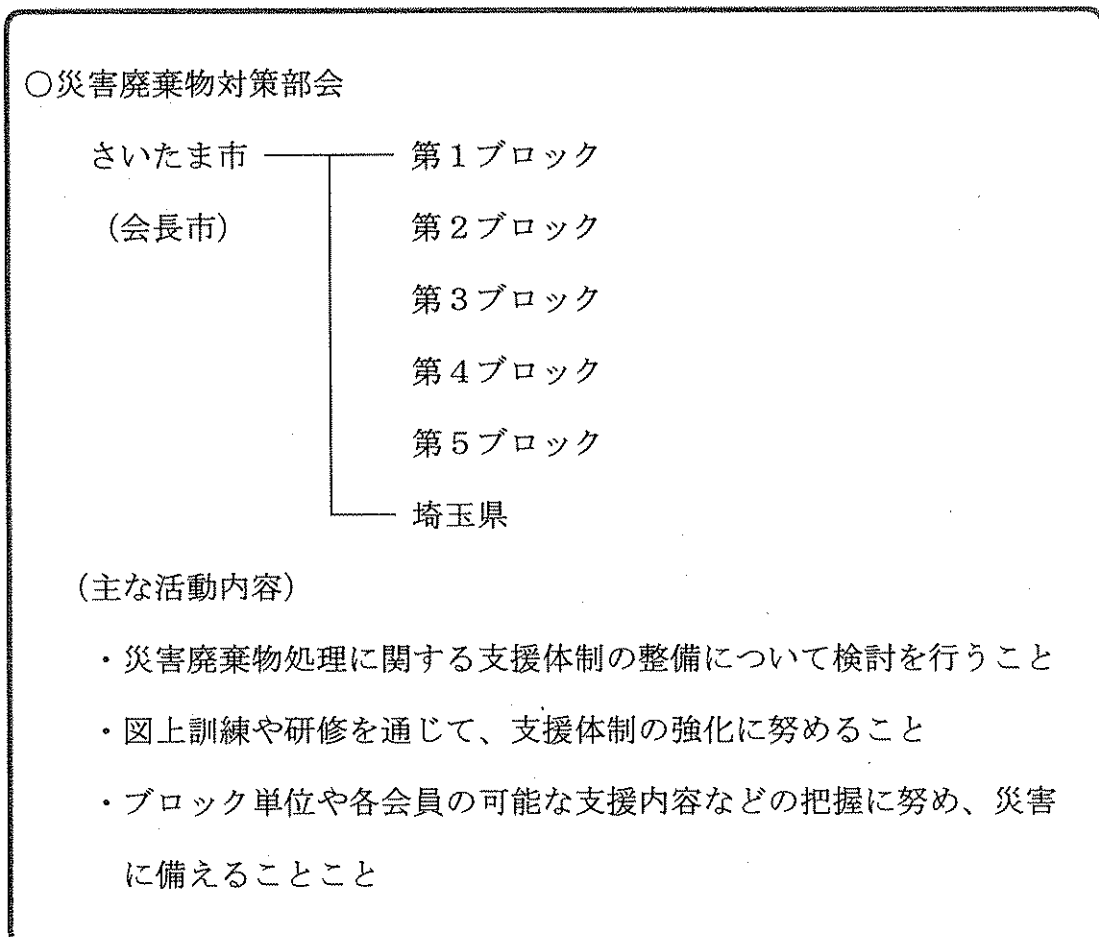 ○災害廃棄物対策部会
さいたま市 第1ブロック
(会長市) 第2ブロック
第3ブロック
第4ブロック
第5ブロック
埼玉県
(主な活動内容)
・災害廃棄物処理に関する支援体制の整備について検討を行うこと
・図上訓練や研修を通じて、支援体制の強化に努めること
・ブロック単位や各会員の可能な支援内容などの把握に努め、災害
に備えることこと